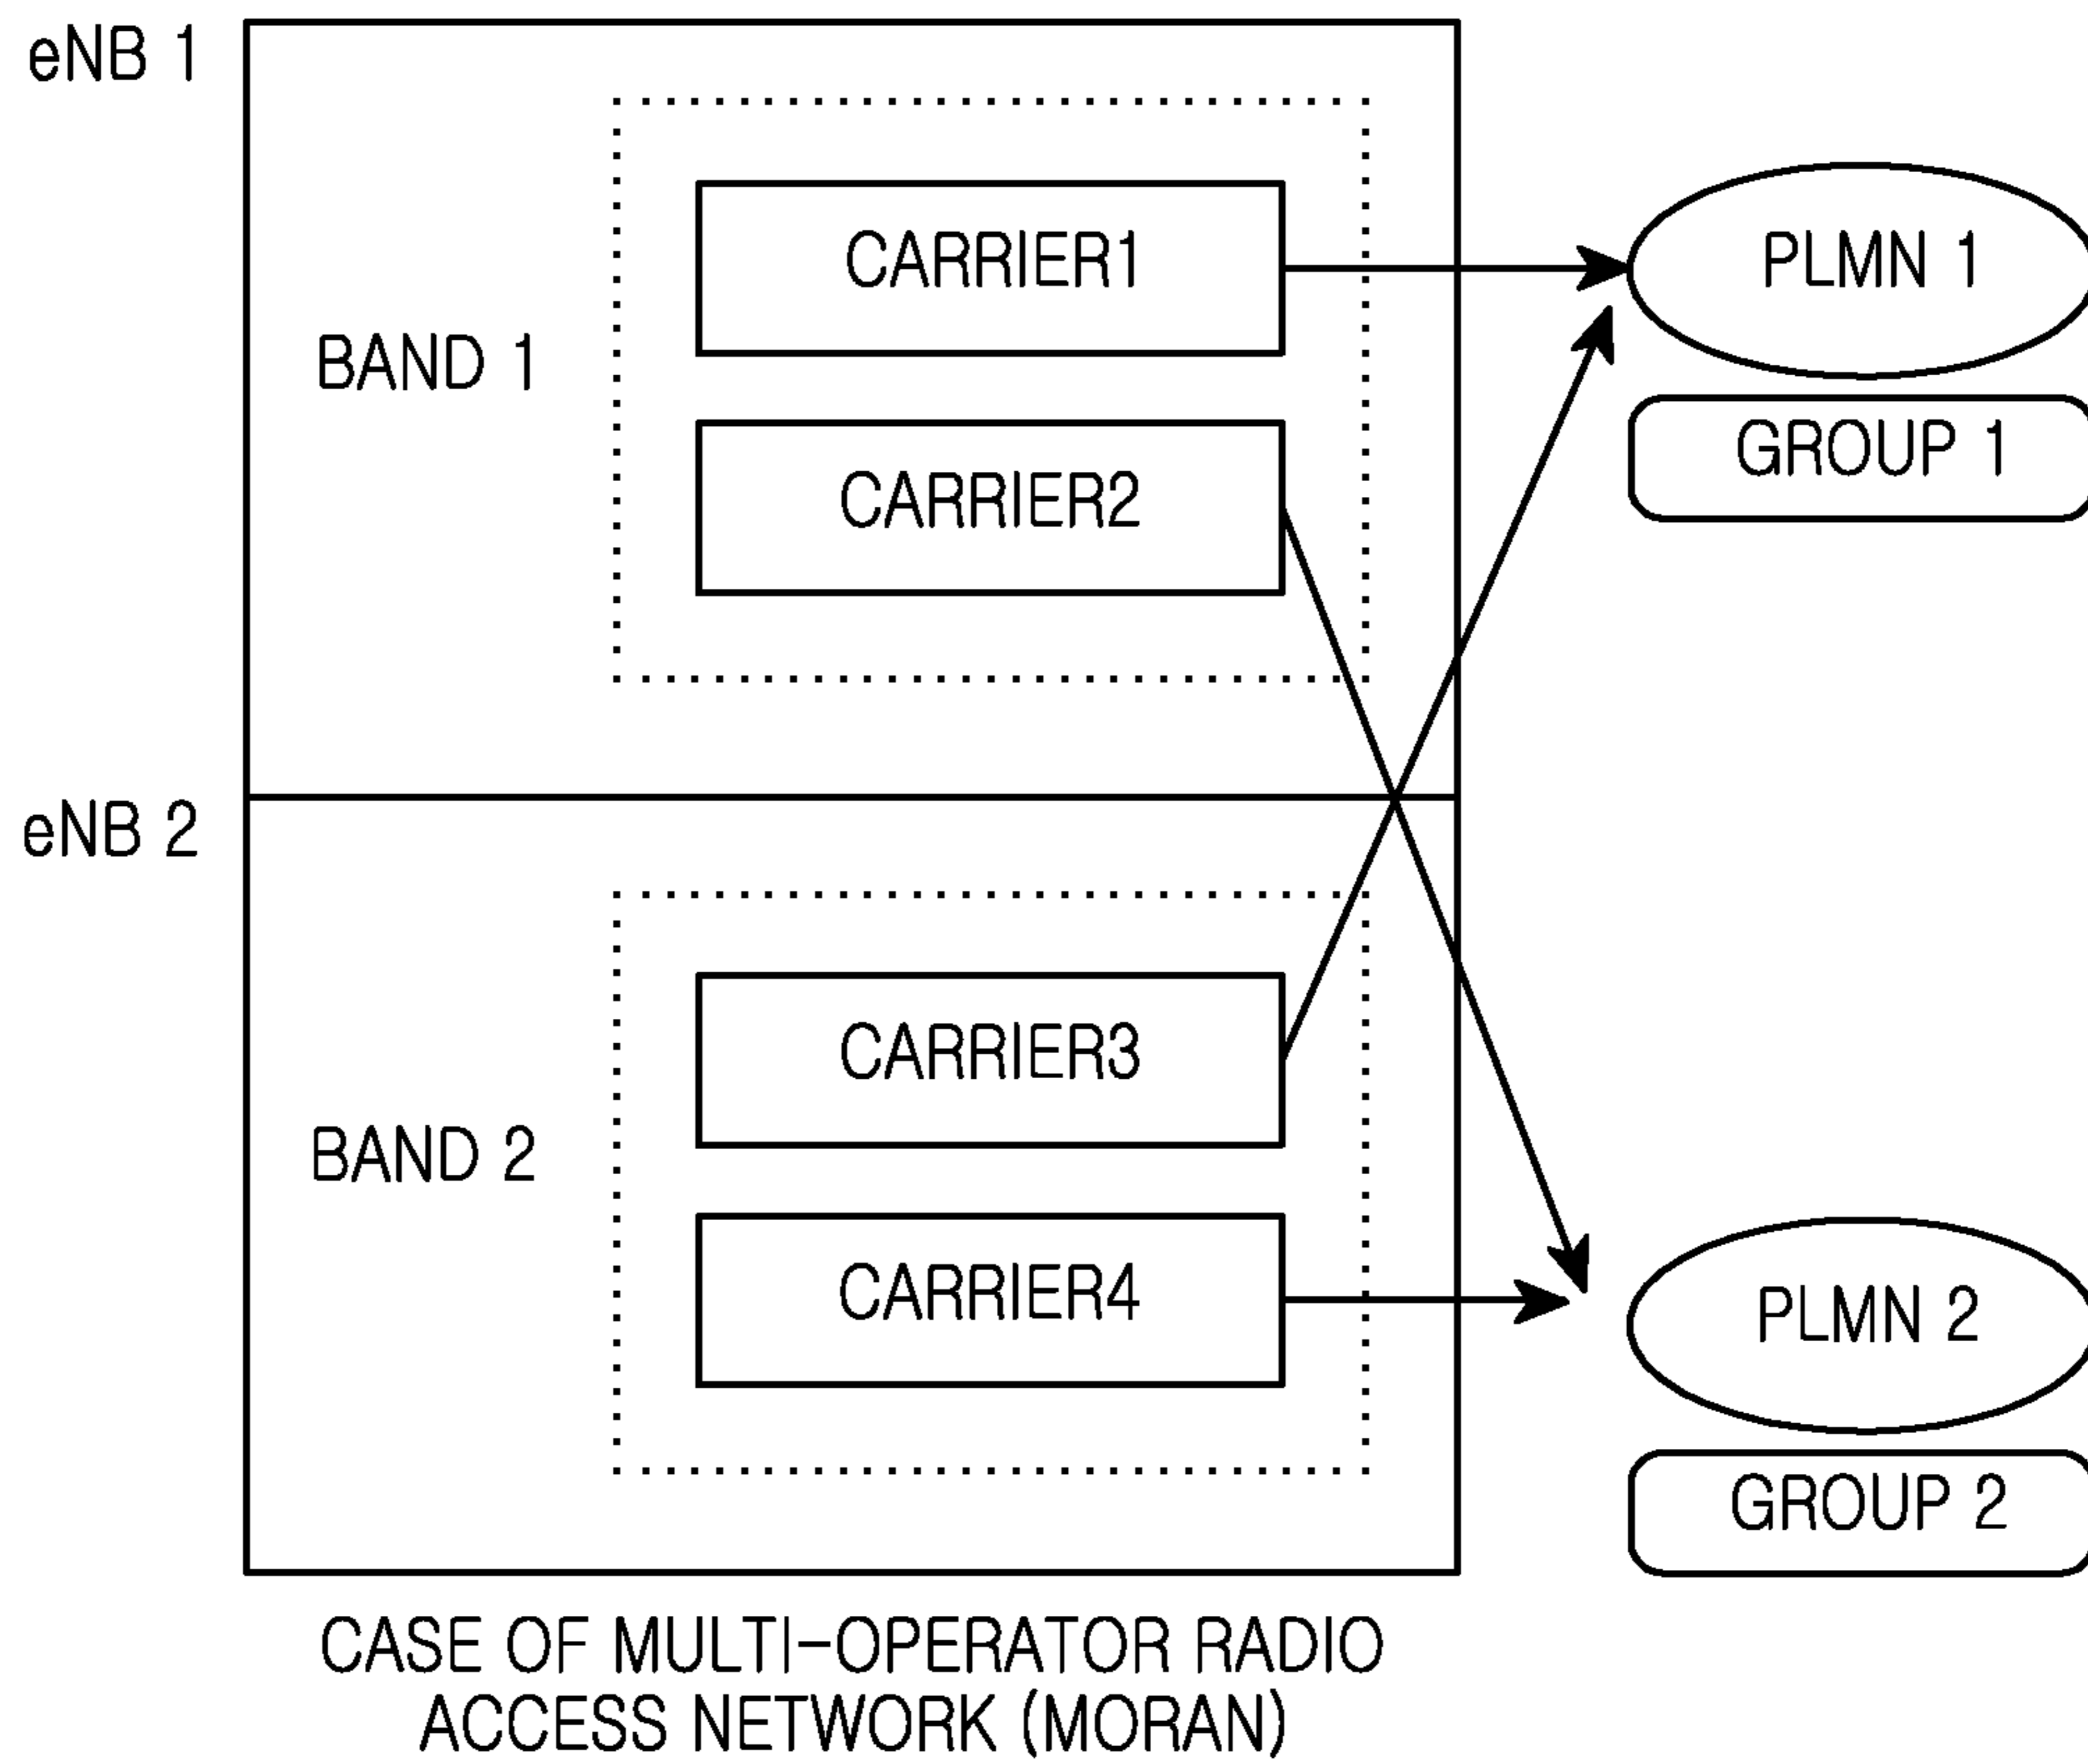 eNB 1
CARRIER1
PLMN 1
BAND 1
GROUP 1
CARRIER2
eNB 2
CARRIER3
BAND 2
CARRIER4
PLMN 2
GROUP 2
CASE OF MULTI-OPERATOR RADIO
ACCESS NETWORK (MORAN)